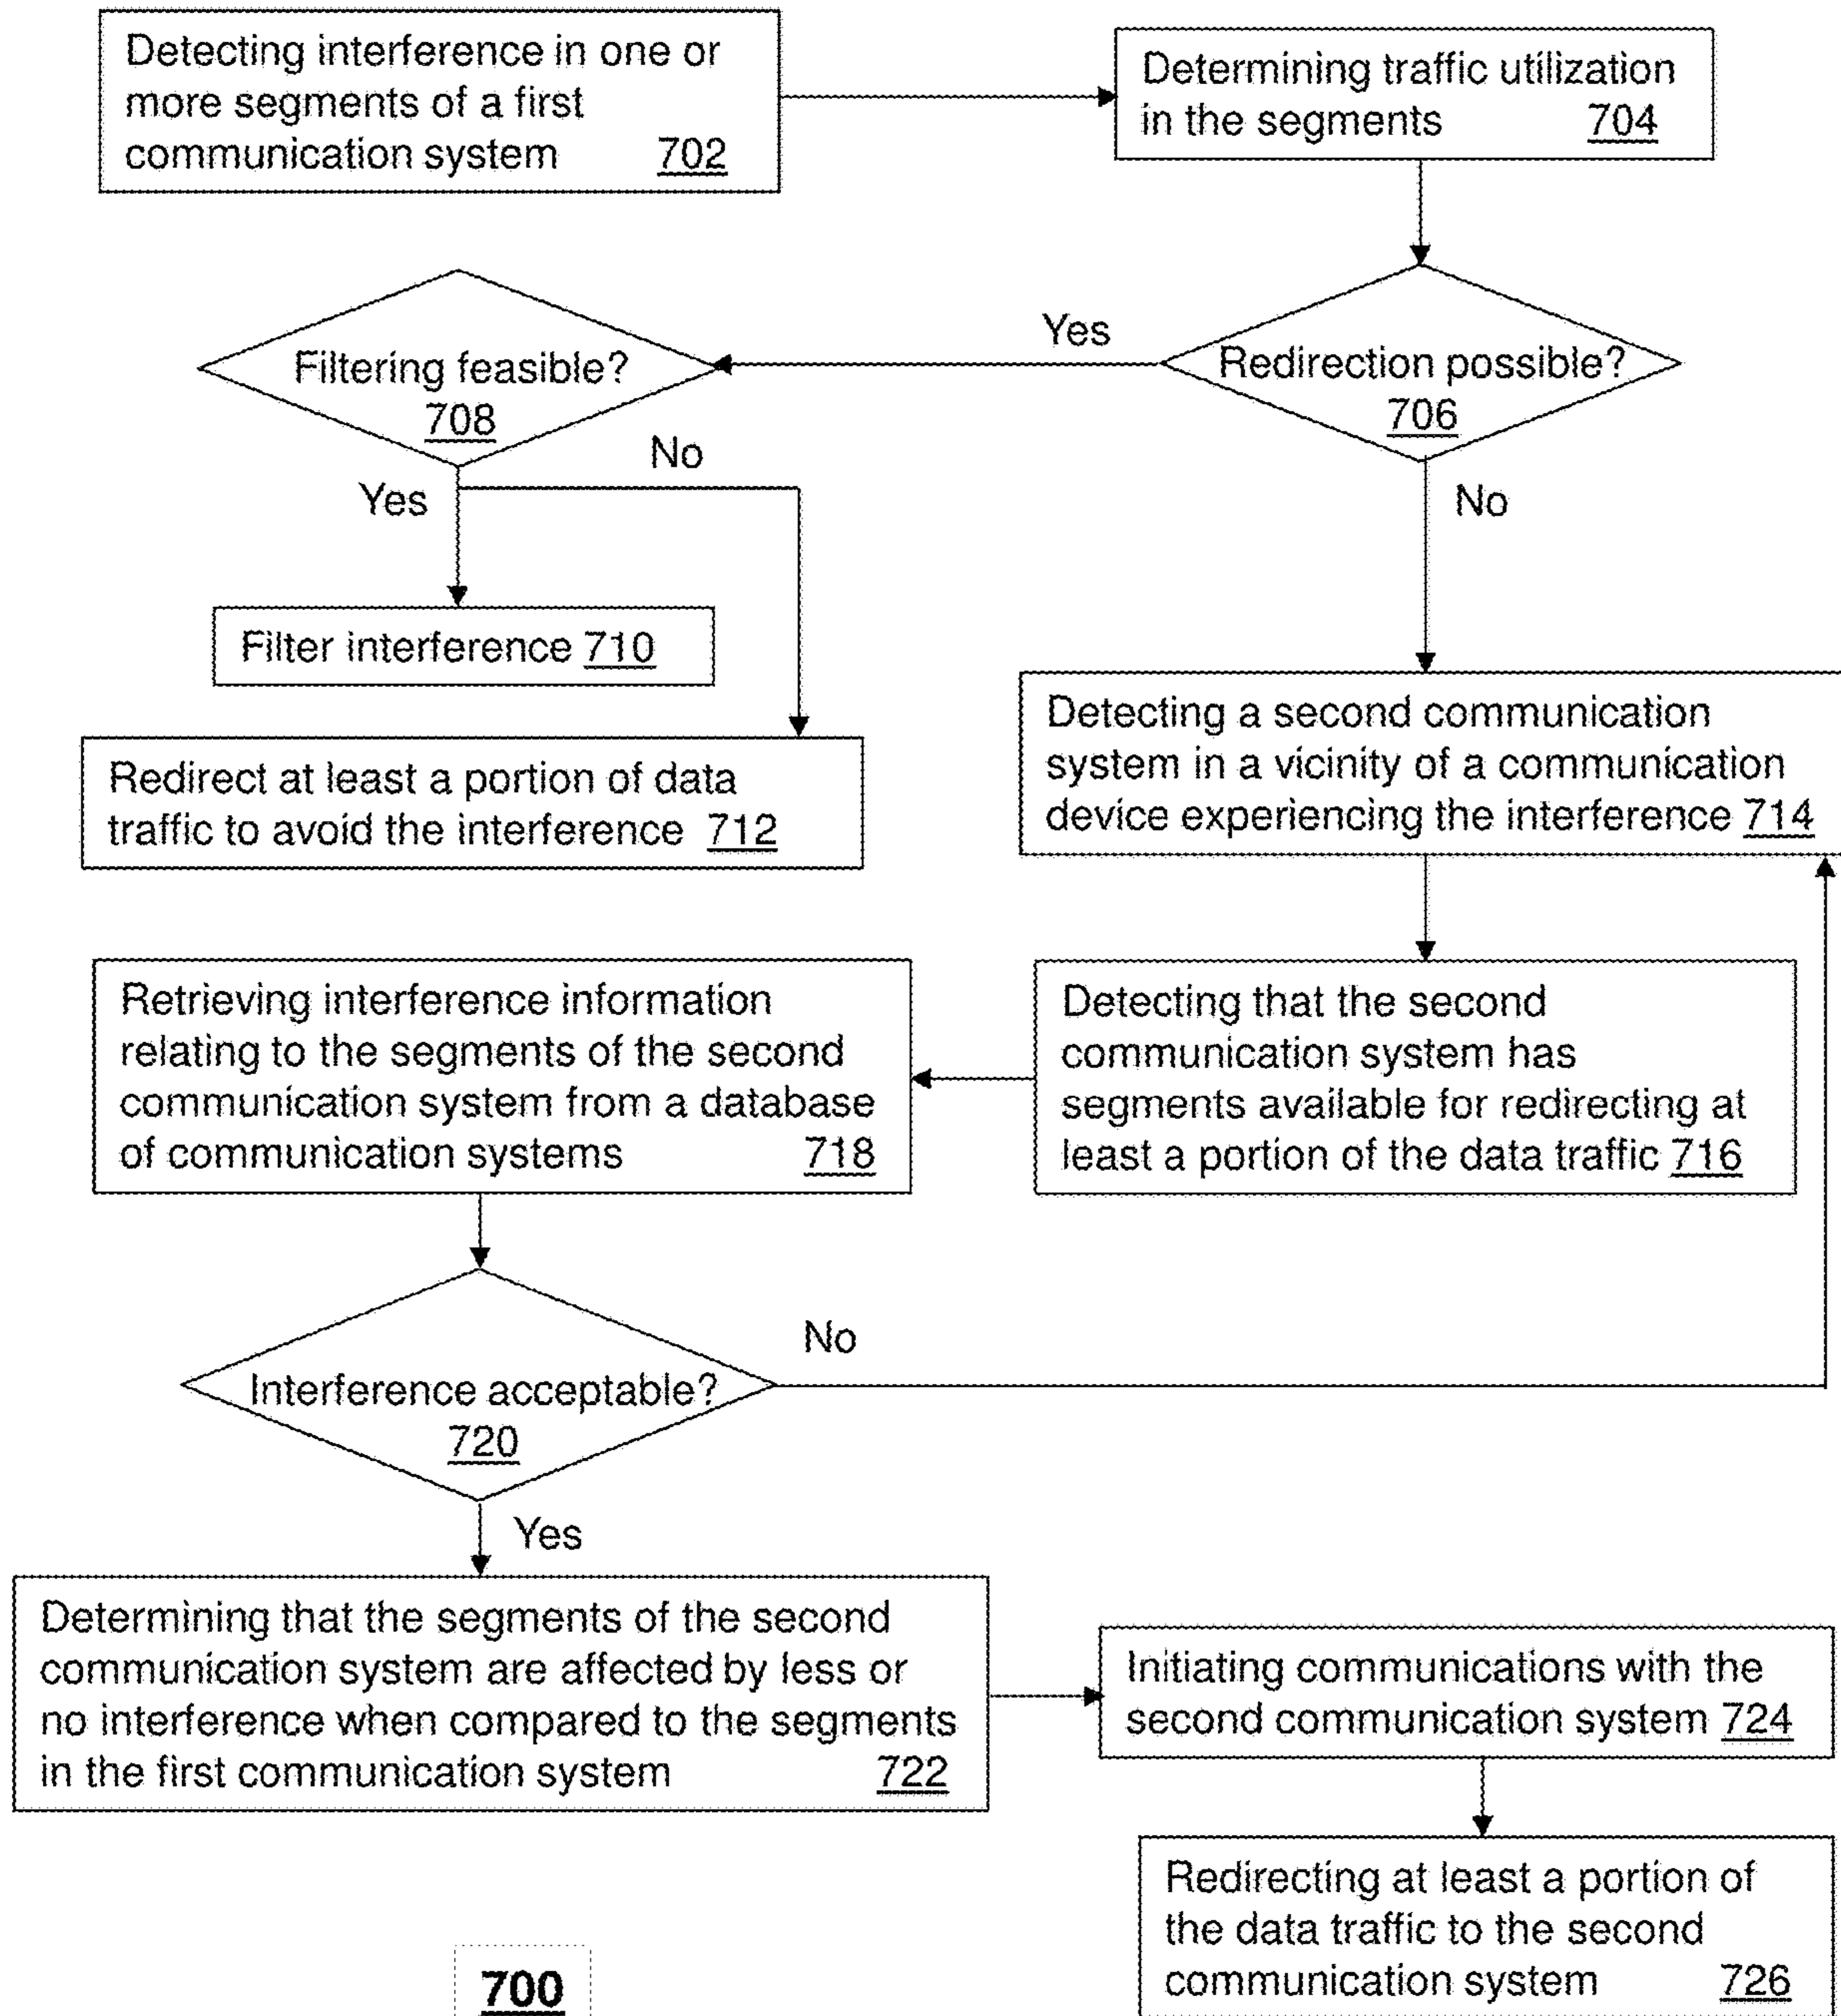 Detecting interference in one or
more segments of a first
communication system 702
Determining traffic utilization
in the segments 704
Redirection possible?
706
Yes
No
Filtering feasible?
708
No
Yes
Filter interference 710
Redirect at least a portion of data
traffic to avoid the interference 712
Detecting a second communication
system in a vicinity of a communication
device experiencing the interference 714
Detecting that the second
communication system has
segments available for redirecting at
least a portion of the data traffic 716
Retrieving interference information
relating to the segments of the second
communication system from a database
of communication systems 718
Interference acceptable?
720
No
Yes
Determining that the segments of the second
communication system are affected by less or
no interference when compared to the segments
in the first communication system 722
Initiating communications with the
second communication system 724
Redirecting at least a portion of
the data traffic to the second
communication system 726
700